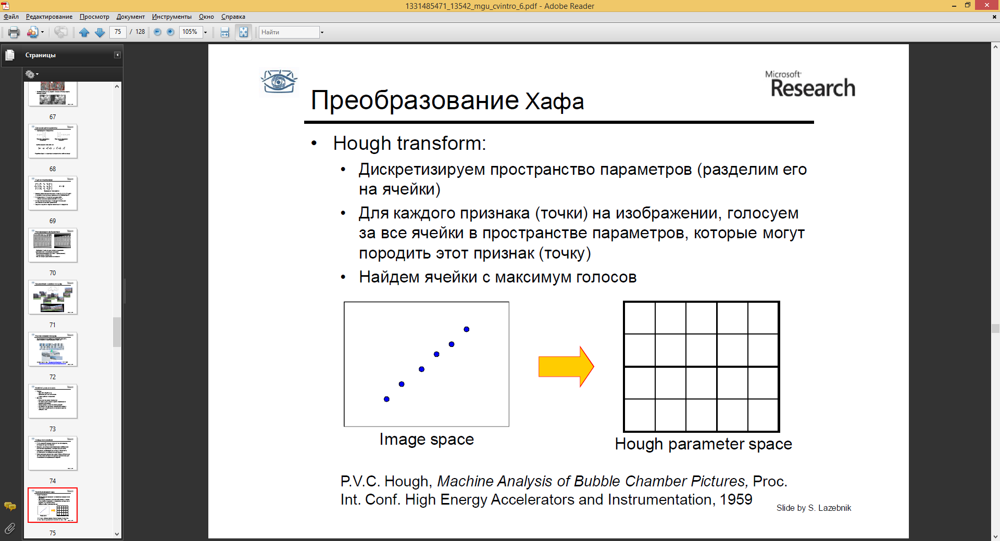 1331485471_13542_mgu_cvintro_6.pdf - Adobe Reader
Файл Редактирование Просмотр Документ Инструменты Окно Справка
75 / 128 105% Найти
Страницы
67
68
69
70
71
72
73
74
75
Microsoft
Research
Преобразование Хафа
• Hough transform:
• Дискретизируем пространство параметров (разделим его
на ячейки)
• Для каждого признака (точки) на изображении, голосуем
за все ячейки в пространстве параметров, которые могут
породить этот признак (точку)
• Найдем ячейки с максимум голосов
Image space
Hough parameter space
P.V.C. Hough, Machine Analysis of Bubble Chamber Pictures, Proc.
Int. Conf. High Energy Accelerators and Instrumentation, 1959
Slide by S. Lazebnik